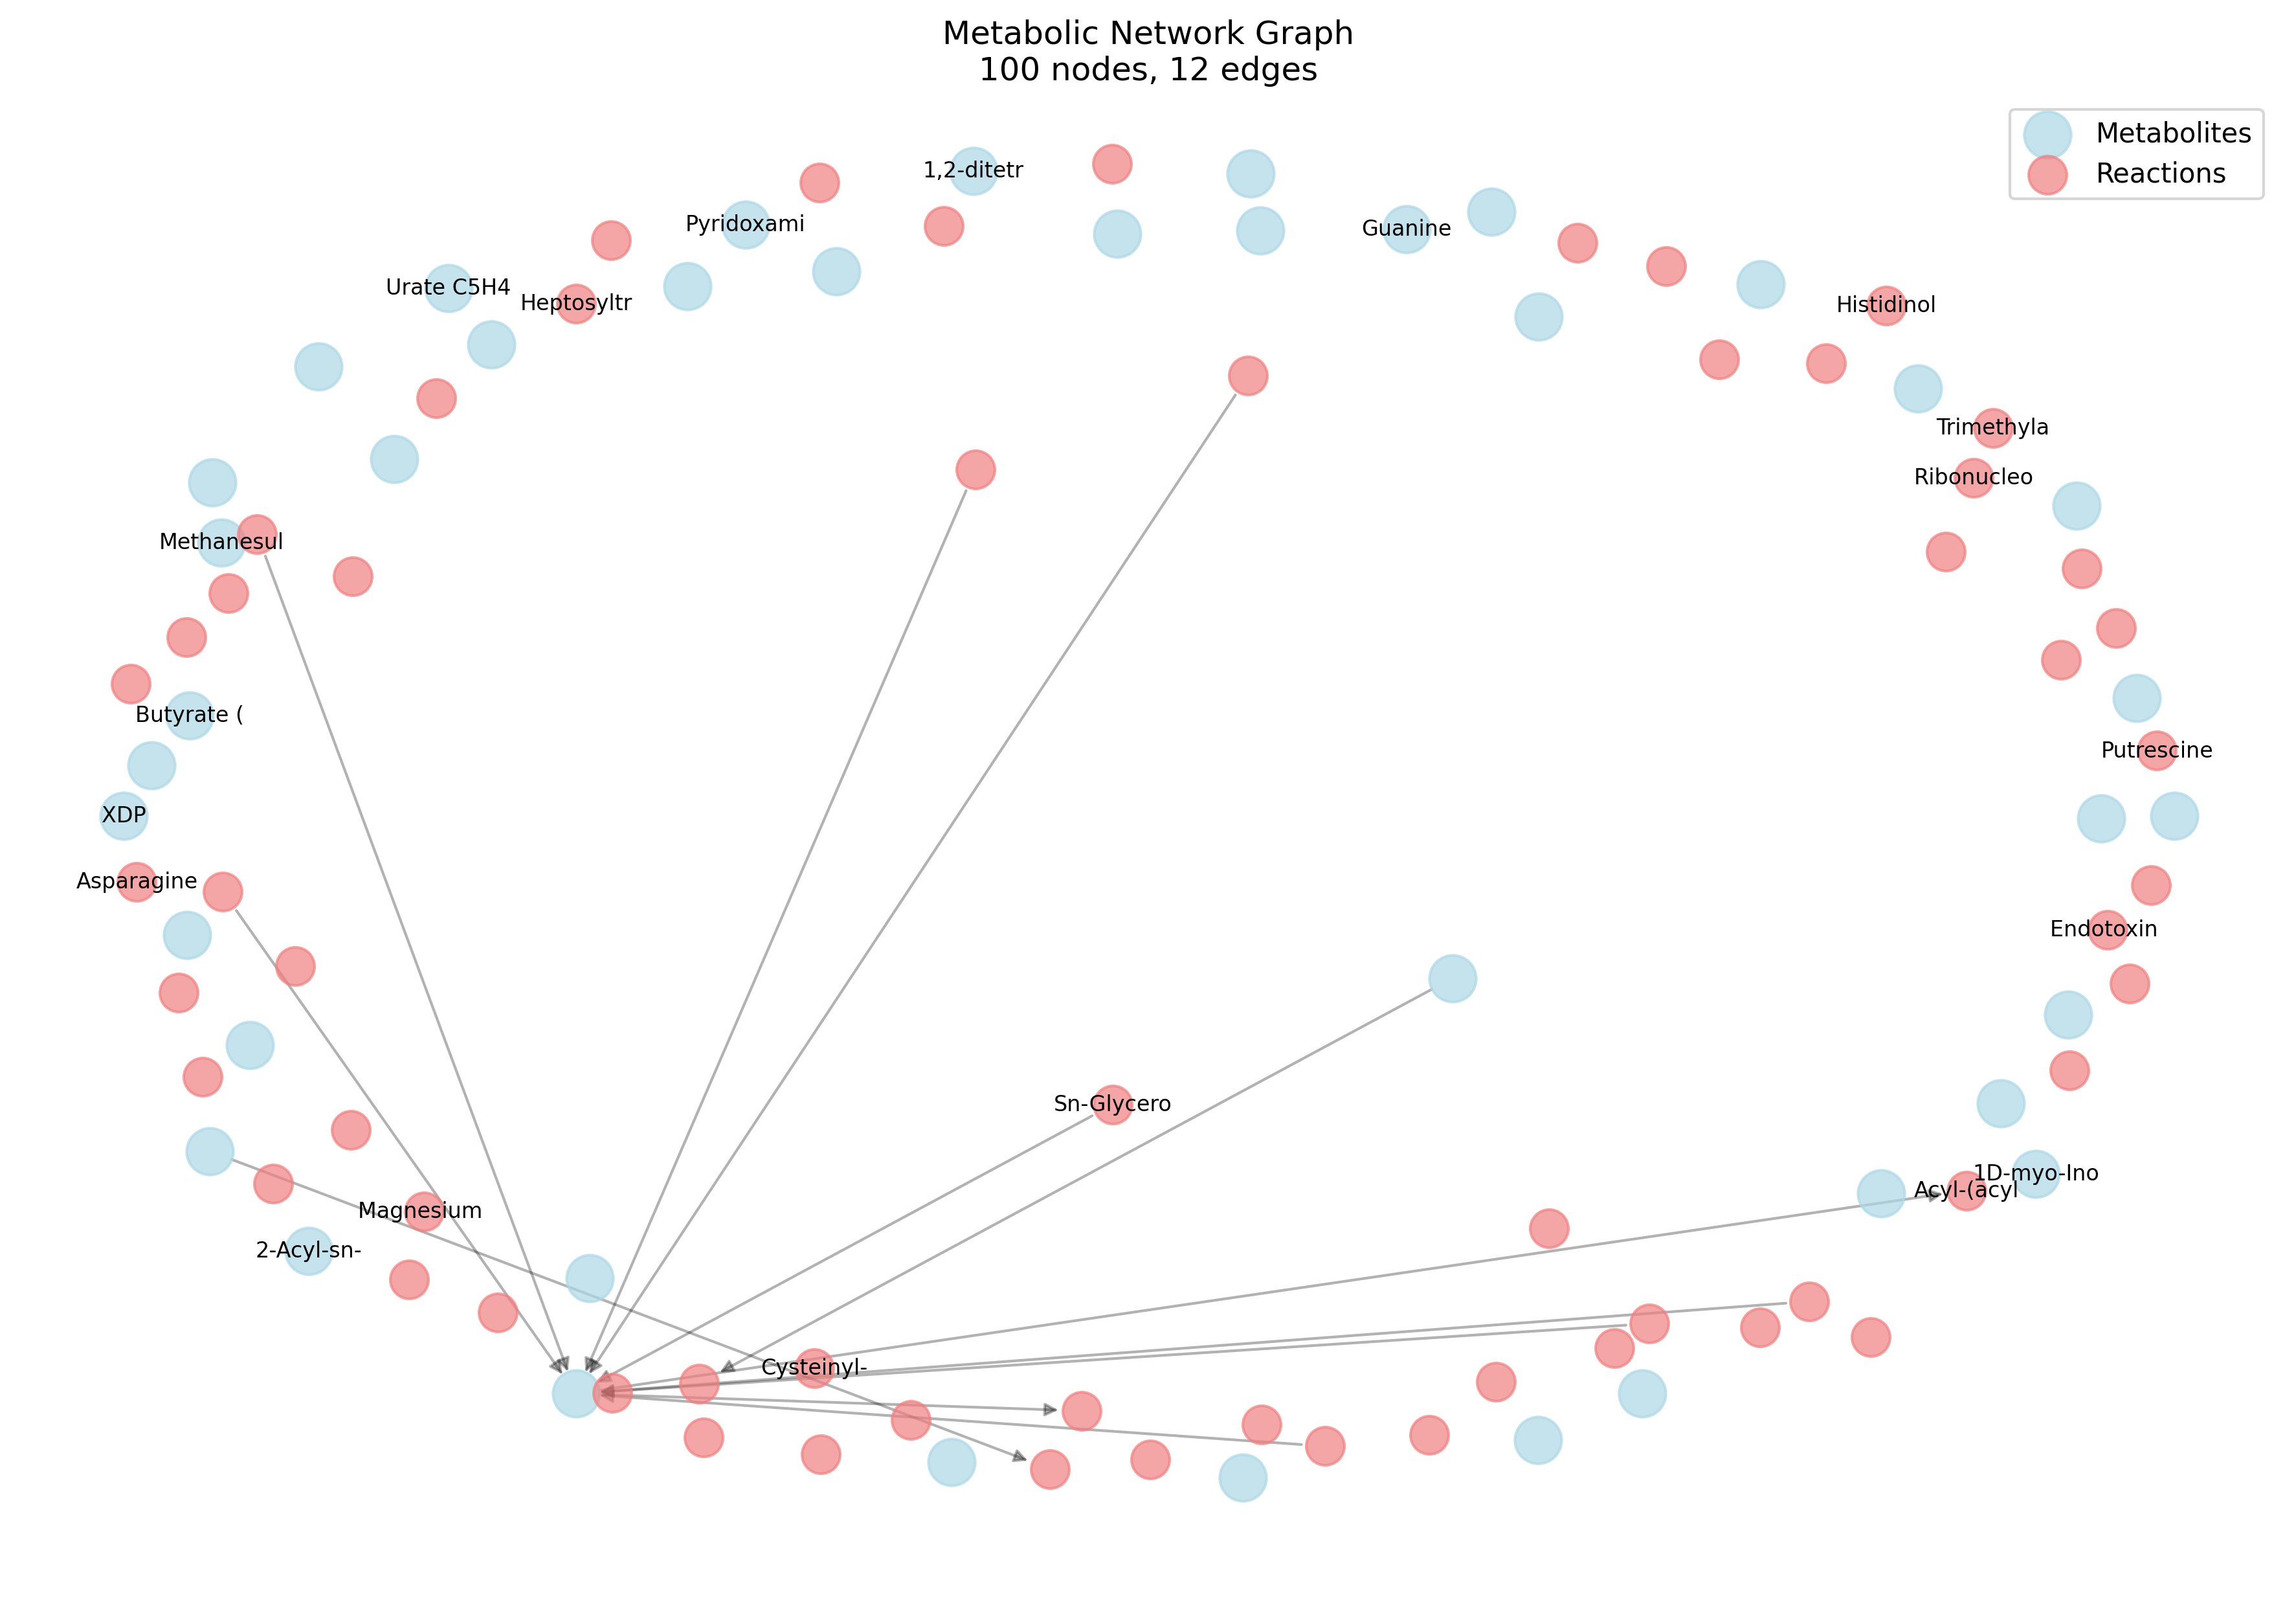 Metabolic Network Graph
100 nodes, 12 edges
Metabolites
Reactions
1,2-ditetr
Pyridoxami
Guanine
Urate C5H4
Heptosyltr
Histidinol
Trimethyla
Ribonucleo
Methanesul
Butyrate (
Putrescine
XDP
Asparagine
Endotoxin
Sn-Glycero
1D-myo-Ino
Acyl-(acyl
Magnesium
2-Acyl-sn-
Cysteinyl-